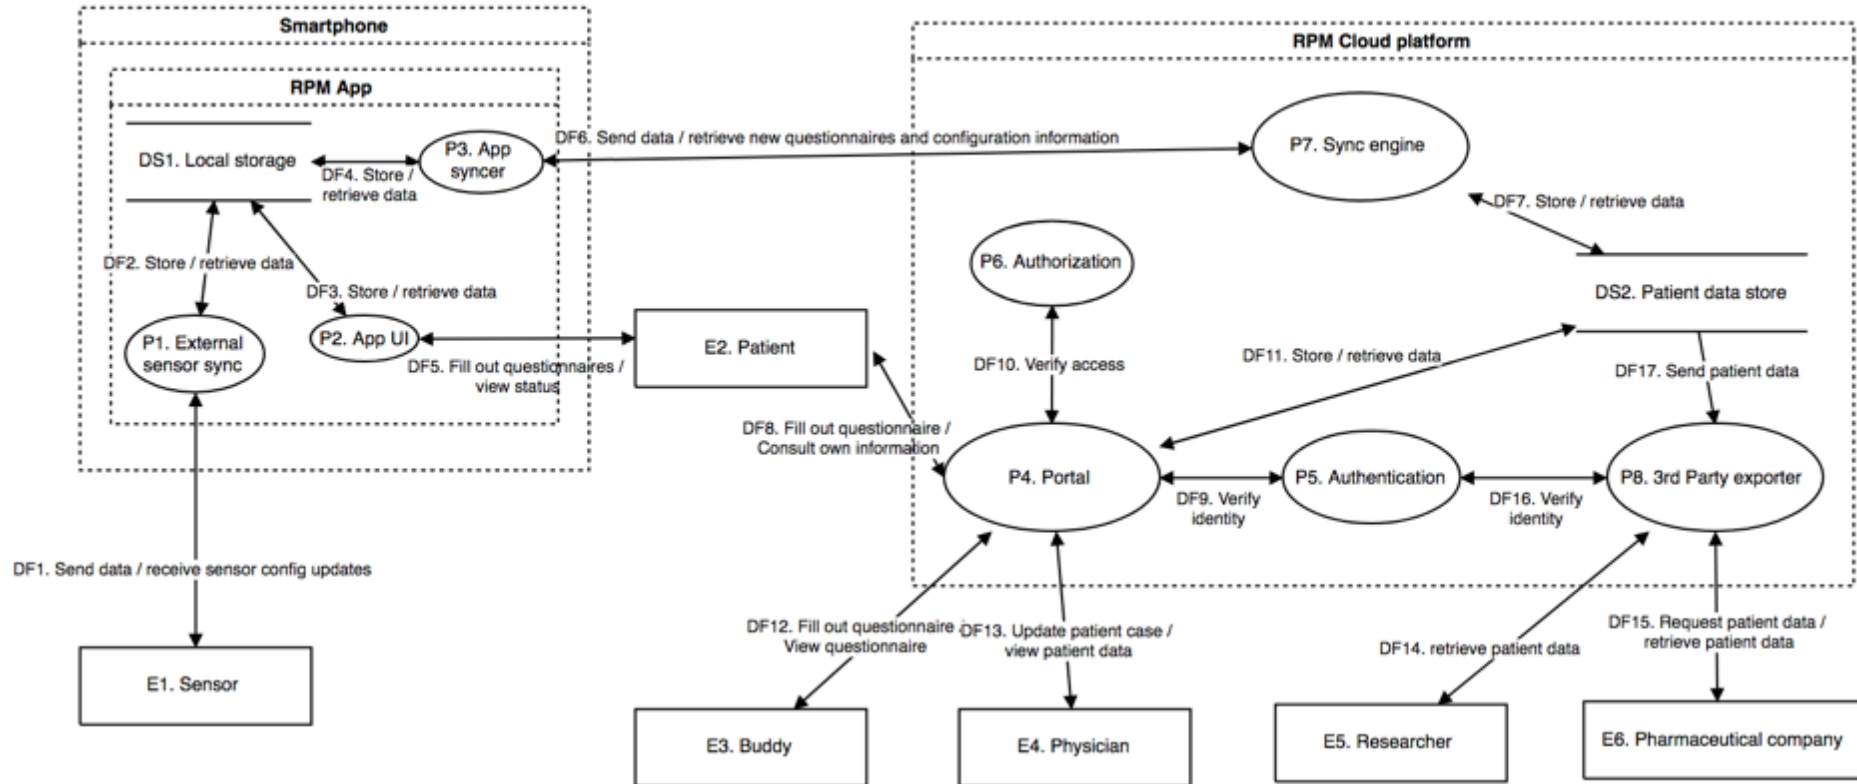 Smartphone
RPM Cloud platform
RPM App
DS1. Local storage
P3. App
syncer
DF6. Send data / retrieve new questionnaires and configuration information
P7. Sync engine
DF4. Store /
retrieve data
DF7. Store / retrieve data
DF2. Store / retrieve data
DF3. Store / retrieve data
P6. Authorization
DS2. Patient data store
P1. External
sensor sync
P2. App UI
E2. Patient
DF5. Fill out questionnaires /
view status
DF10. Verify access
DF11. Store / retrieve data
DF17. Send patient data
DF8. Fill out questionnaire /
Consult own information
P4. Portal
DF9. Verify
identity
P5. Authentication
DF16. Verify
identity
P8. 3rd Party exporter
DF1. Send data / receive sensor config updates
DF12. Fill out questionnaire
View questionnaire
DF13. Update patient case /
view patient data
DF14. retrieve patient data
DF15. Request patient data /
retrieve patient data
E1. Sensor
E3. Buddy
E4. Physician
E5. Researcher
E6. Pharmaceutical company